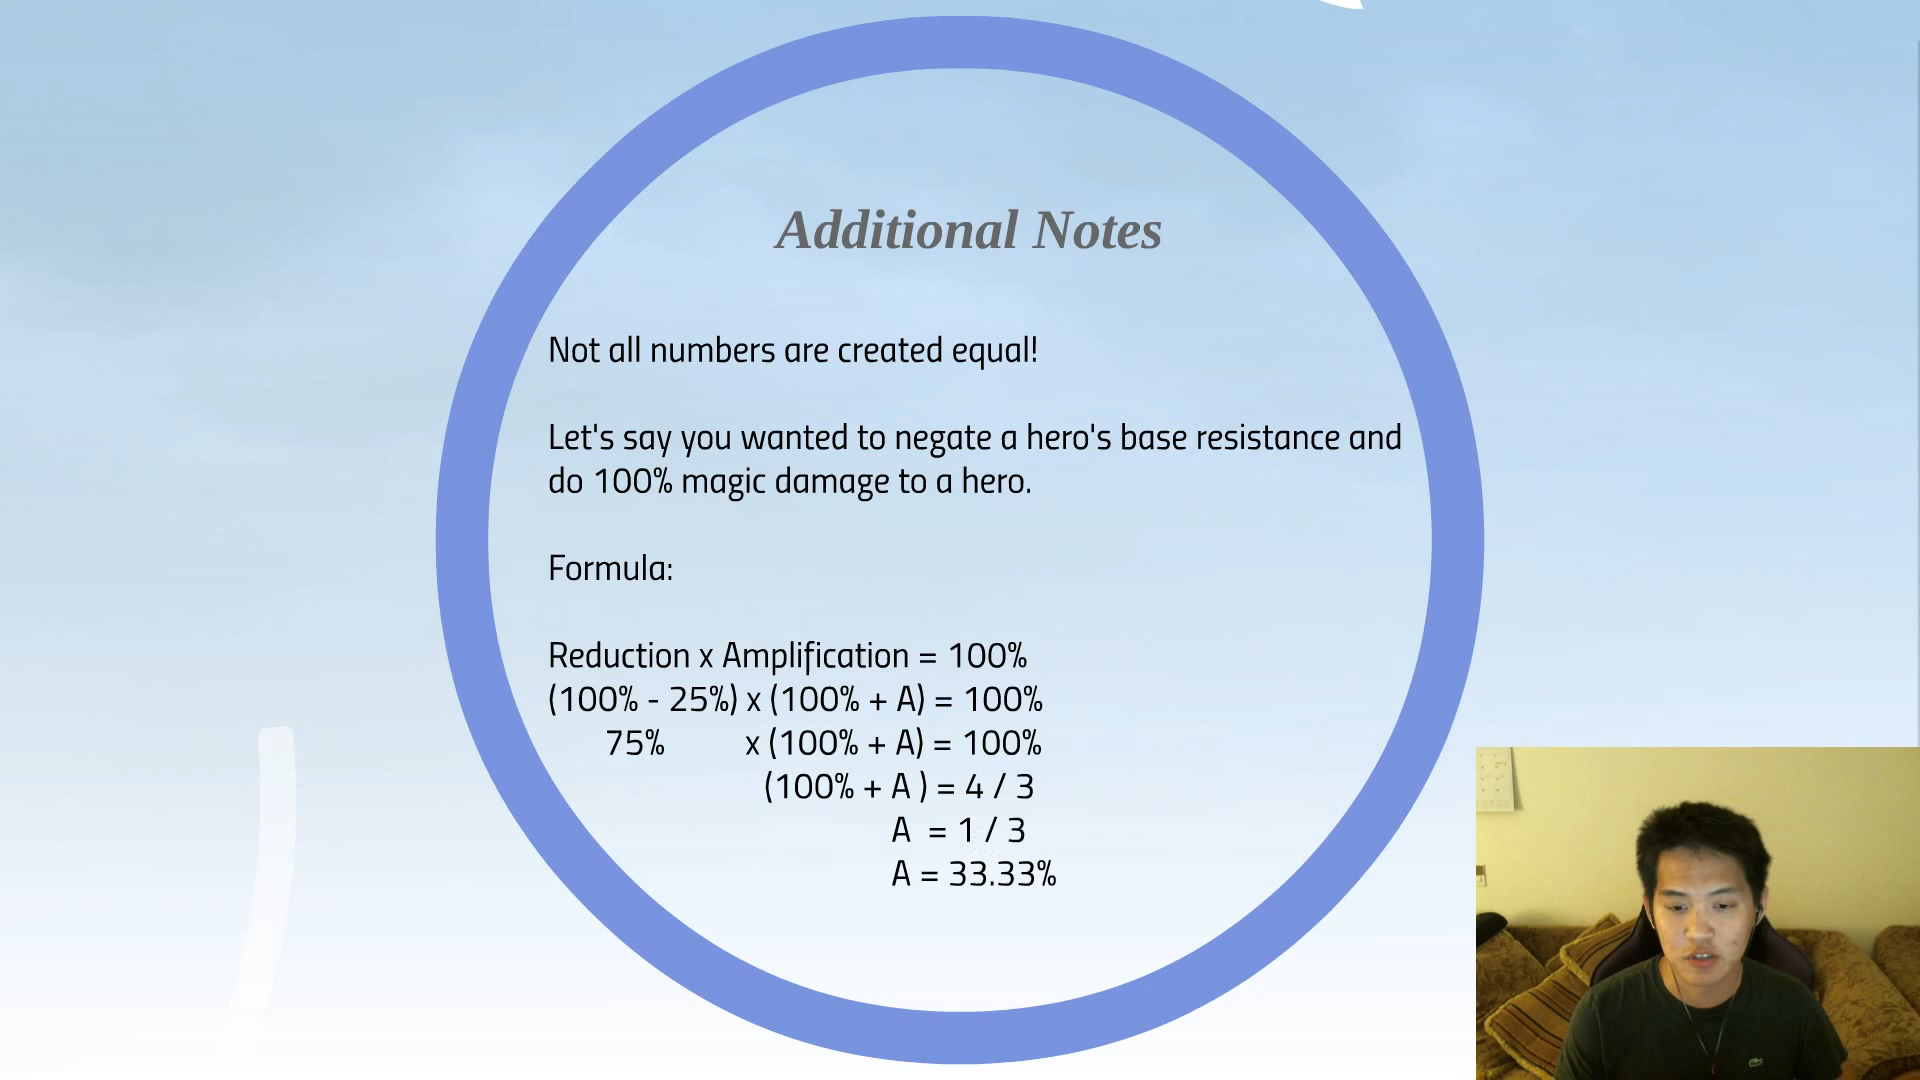 Additional Notes
Not all numbers are created equal!
Let's say you wanted to negate a hero's base resistance and
do 100% magic damage to a hero.
Formula:
Reduction x Amplification = 100%
(100% - 25%) x (100% + A) = 100%
75% x (100% + A) = 100%
(100% + A ) = 4 / 3
A = 1 / 3
A = 33.33%